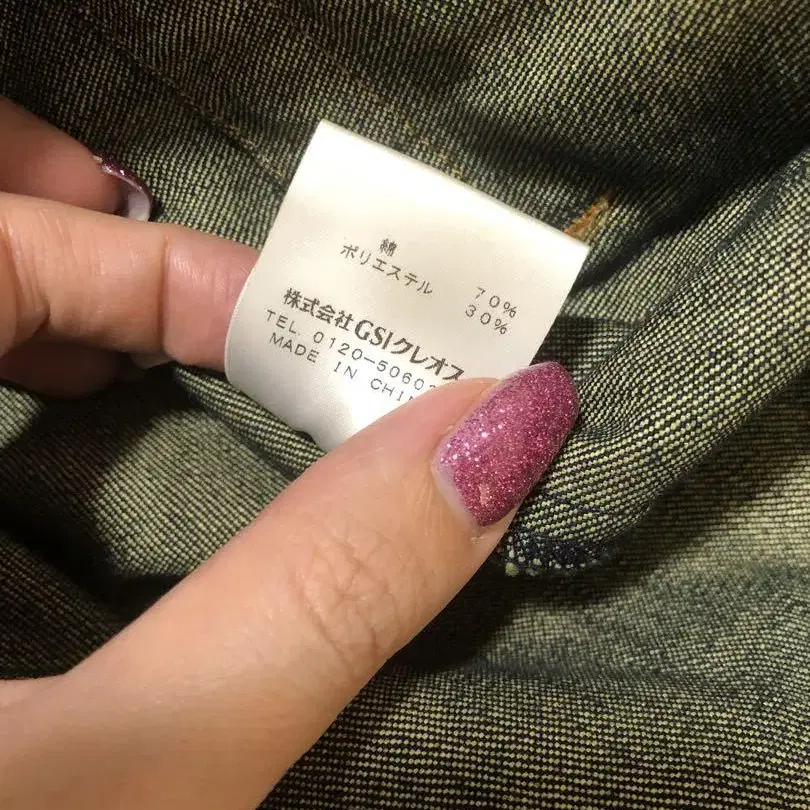 綿 70%
ポリエステル 30%
株式会社GSIクレオス
TEL. 0120-5060
MADE IN CHI